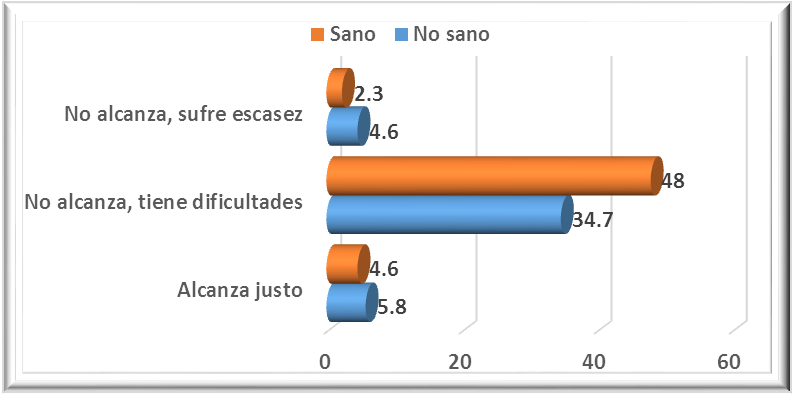 Sano No sano
No alcanza, sufre escasez
2.3
4.6
No alcanza, tiene dificultades
48
34.7
Alcanza justo
4.6
5.8
0 20 40 60